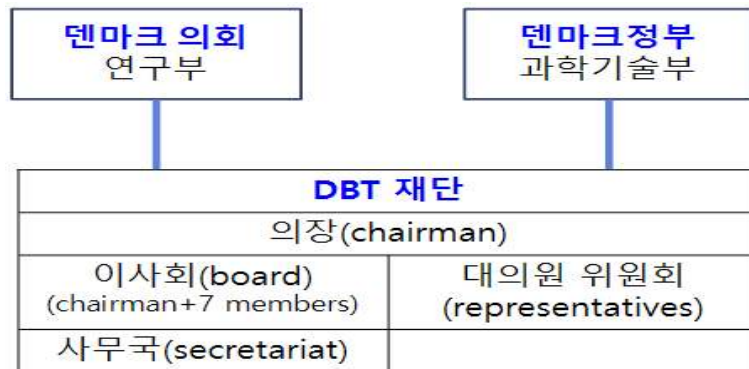 덴마크 의회
연구부
덴마크정부
과학기술부
DBT 재단
의장(chairman)
이사회(board)
(chairman+7 members)
대의원 위원회
(representatives)
사무국(secretariat)